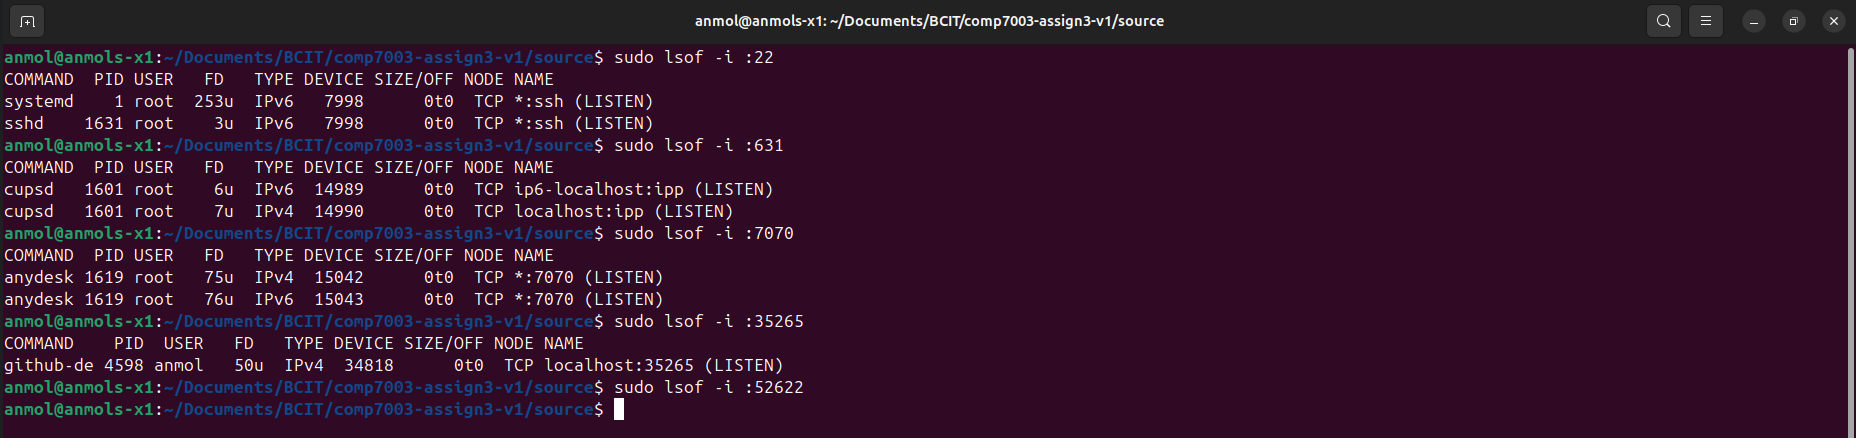 anmol@anmols-x1: ~/Documents/BCIT/comp7003-assign3-v1/source
anmol@anmols-x1:~/Documents/BCIT/comp7003-assign3-v1/source$ sudo lsof -i :22
COMMAND  PID USER   FD   TYPE DEVICE SIZE/OFF NODE NAME
systemd    1 root  253u  IPv6   7998      0t0  TCP *:ssh (LISTEN)
sshd    1631 root    3u  IPv6   7998      0t0  TCP *:ssh (LISTEN)
anmol@anmols-x1:~/Documents/BCIT/comp7003-assign3-v1/source$ sudo lsof -i :631
COMMAND  PID USER   FD   TYPE DEVICE SIZE/OFF NODE NAME
cupsd   1601 root    6u  IPv6  14989      0t0  TCP ip6-localhost:ipp (LISTEN)
cupsd   1601 root    7u  IPv4  14990      0t0  TCP localhost:ipp (LISTEN)
anmol@anmols-x1:~/Documents/BCIT/comp7003-assign3-v1/source$ sudo lsof -i :7070
COMMAND  PID USER   FD   TYPE DEVICE SIZE/OFF NODE NAME
anydesk 1619 root   75u  IPv4  15042      0t0  TCP *:7070 (LISTEN)
anydesk 1619 root   76u  IPv6  15043      0t0  TCP *:7070 (LISTEN)
anmol@anmols-x1:~/Documents/BCIT/comp7003-assign3-v1/source$ sudo lsof -i :35265
COMMAND    PID  USER   FD   TYPE DEVICE SIZE/OFF NODE NAME
github-de 4598 anmol   50u  IPv4  34818      0t0  TCP localhost:35265 (LISTEN)
anmol@anmols-x1:~/Documents/BCIT/comp7003-assign3-v1/source$ sudo lsof -i :52622
anmol@anmols-x1:~/Documents/BCIT/comp7003-assign3-v1/source$